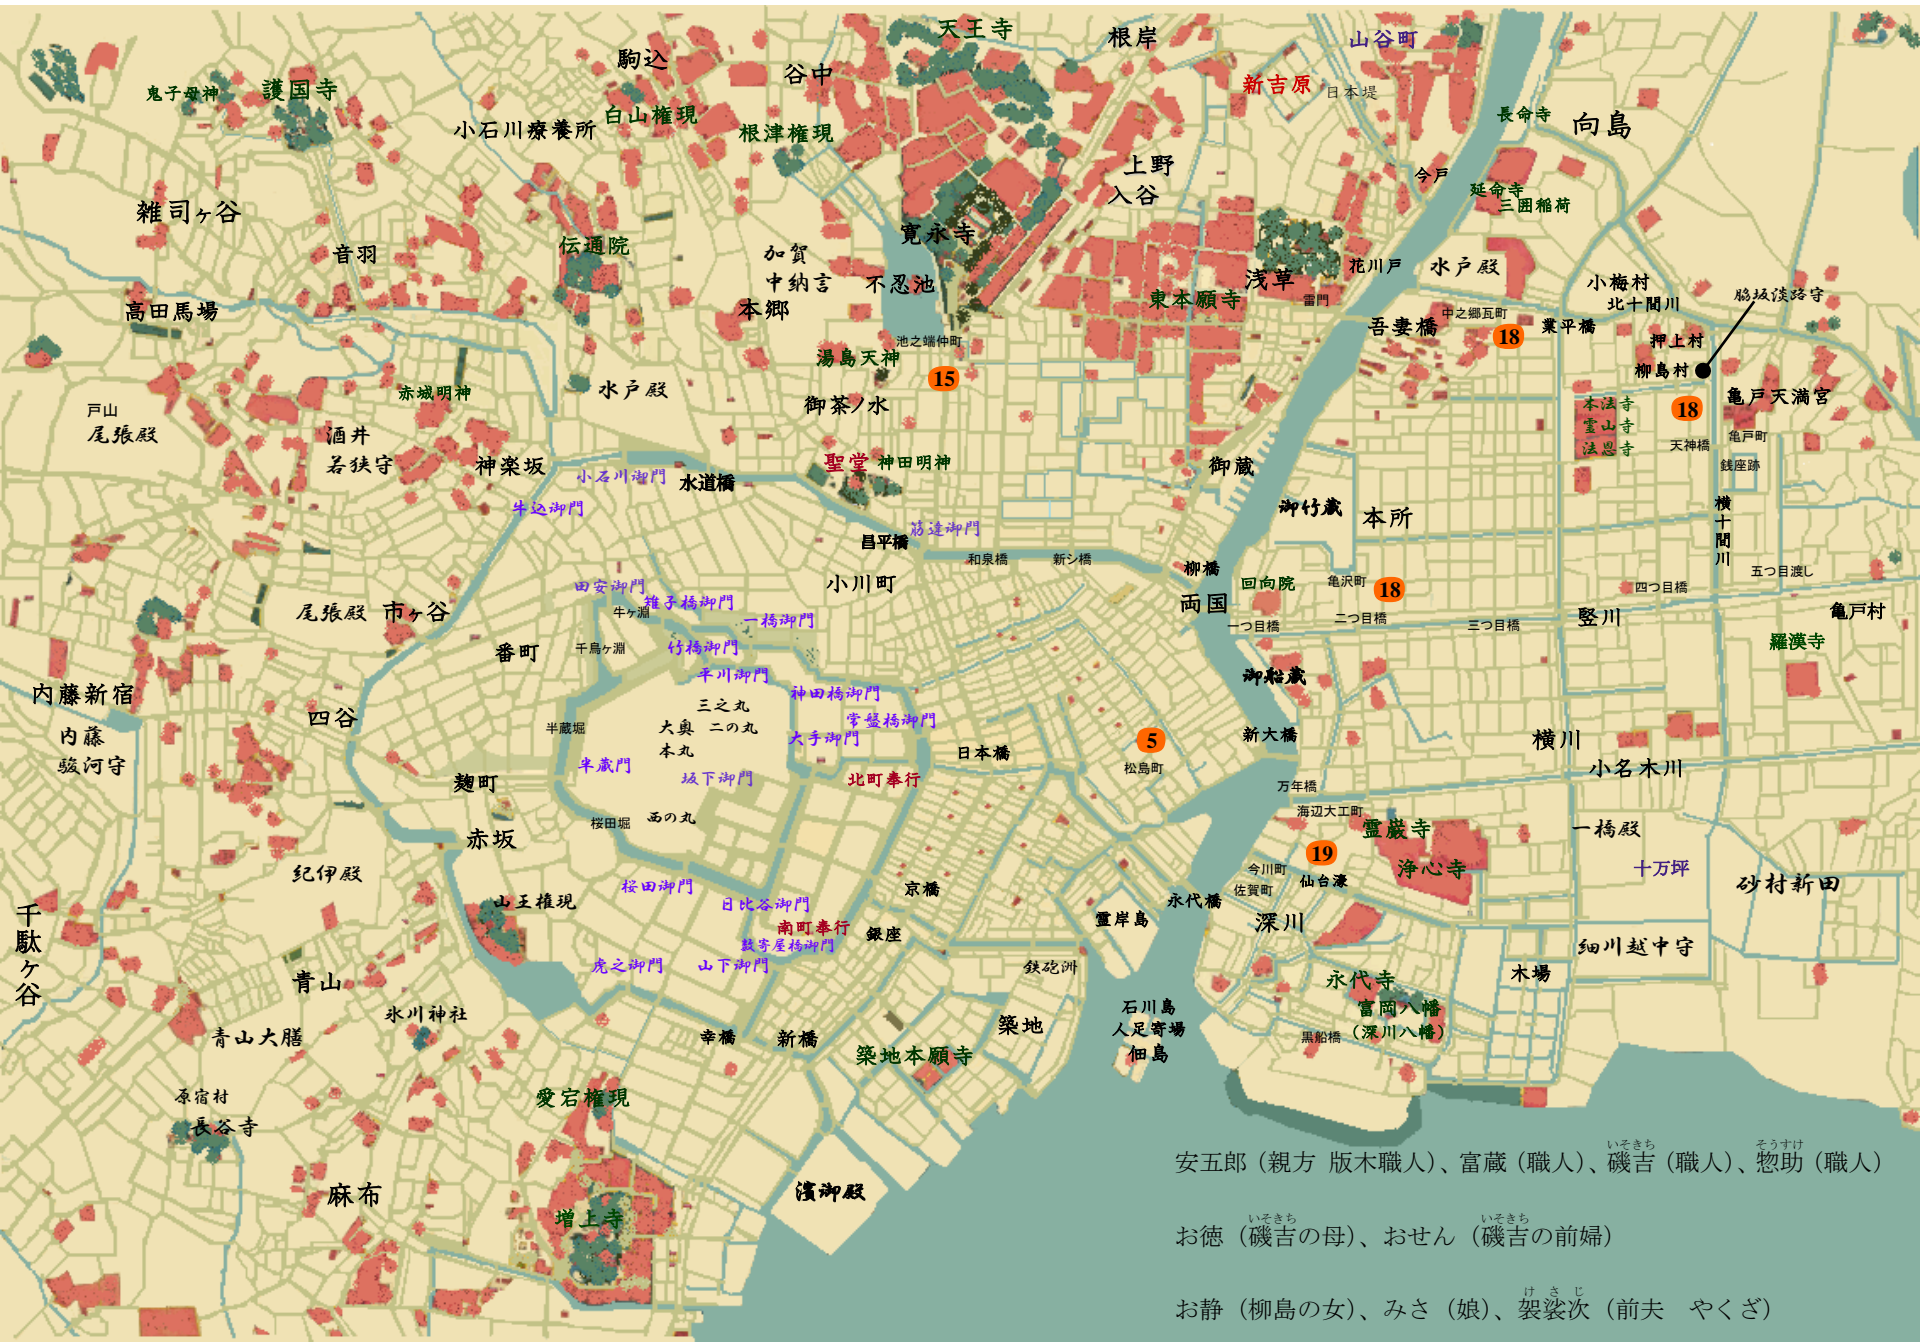 天王寺
根岸
山谷町
駒込
谷中
新吉原
日本堤
鬼子母神
護国寺
白山権現
小石川療養所
根津権現
長命寺
向島
上野
入谷
今戸
延命寺
三囲稲荷
雑司ヶ谷
音羽
伝通院
加賀
中納言
本郷
寛永寺
不忍池
浅草
花川戸
水戸殿
東本願寺
雷門
小梅村
北十間川
脇坂淡路守
高田馬場
吾妻橋
中之郷瓦町
18
業平橋
押上村
柳島村
池之端仲町
湯島天神
15
赤城明神
水戸殿
御茶ノ水
戸山
尾張殿
酒井
若狭守
神楽坂
本法寺
霊山寺
法恩寺
18
亀戸天満宮
天神橋
亀戸町
銭座跡
横十間川
小石川御門
水道橋
聖堂
神田明神
御蔵
牛込御門
御竹蔵
本所
昌平橋
筋違御門
和泉橋
新シ橋
柳橋
両国
回向院
亀沢町
18
四つ目橋
五つ目渡し
亀戸村
小川町
田安御門
雉子橋御門
牛ヶ淵
一橋御門
尾張殿
市ヶ谷
番町
千鳥ヶ淵
竹橋御門
平川御門
一つ目橋
二つ目橋
三つ目橋
竪川
羅漢寺
御船蔵
内藤新宿
内藤
駿河守
四谷
半蔵堀
三之丸
大奥
二の丸
本丸
神田橋御門
常盤橋御門
大手御門
半蔵門
坂下御門
北町奉行
日本橋
5
松島町
新大橋
横川
小名木川
麹町
桜田堀
西の丸
万年橋
海辺大工町
霊巌寺
浄心寺
19
今川町
佐賀町
仙台濠
一橋殿
十万坪
砂村新田
赤坂
紀伊殿
山王権現
桜田御門
日比谷御門
南町奉行
数寄屋橋御門
京橋
銀座
永代橋
霊岸島
深川
細川越中守
千駄ヶ谷
青山
虎之御門
山下御門
鉄砲洲
永代寺
富岡八幡
(深川八幡)
木場
黒船橋
氷川神社
青山大膳
幸橋
新橋
築地
築地本願寺
石川島
人足寄場
佃島
原宿村
長谷寺
愛宕権現
麻布
増上寺
濱御殿
いそきち そうすけ
安五郎（親方 版木職人）、富蔵（職人）、磯吉（職人）、惣助（職人）
いそきち いそきち
お徳（磯吉の母）、おせん（磯吉の前婦）
けさじ
お静（柳島の女）、みさ（娘）、袈裟次（前夫　やくざ）